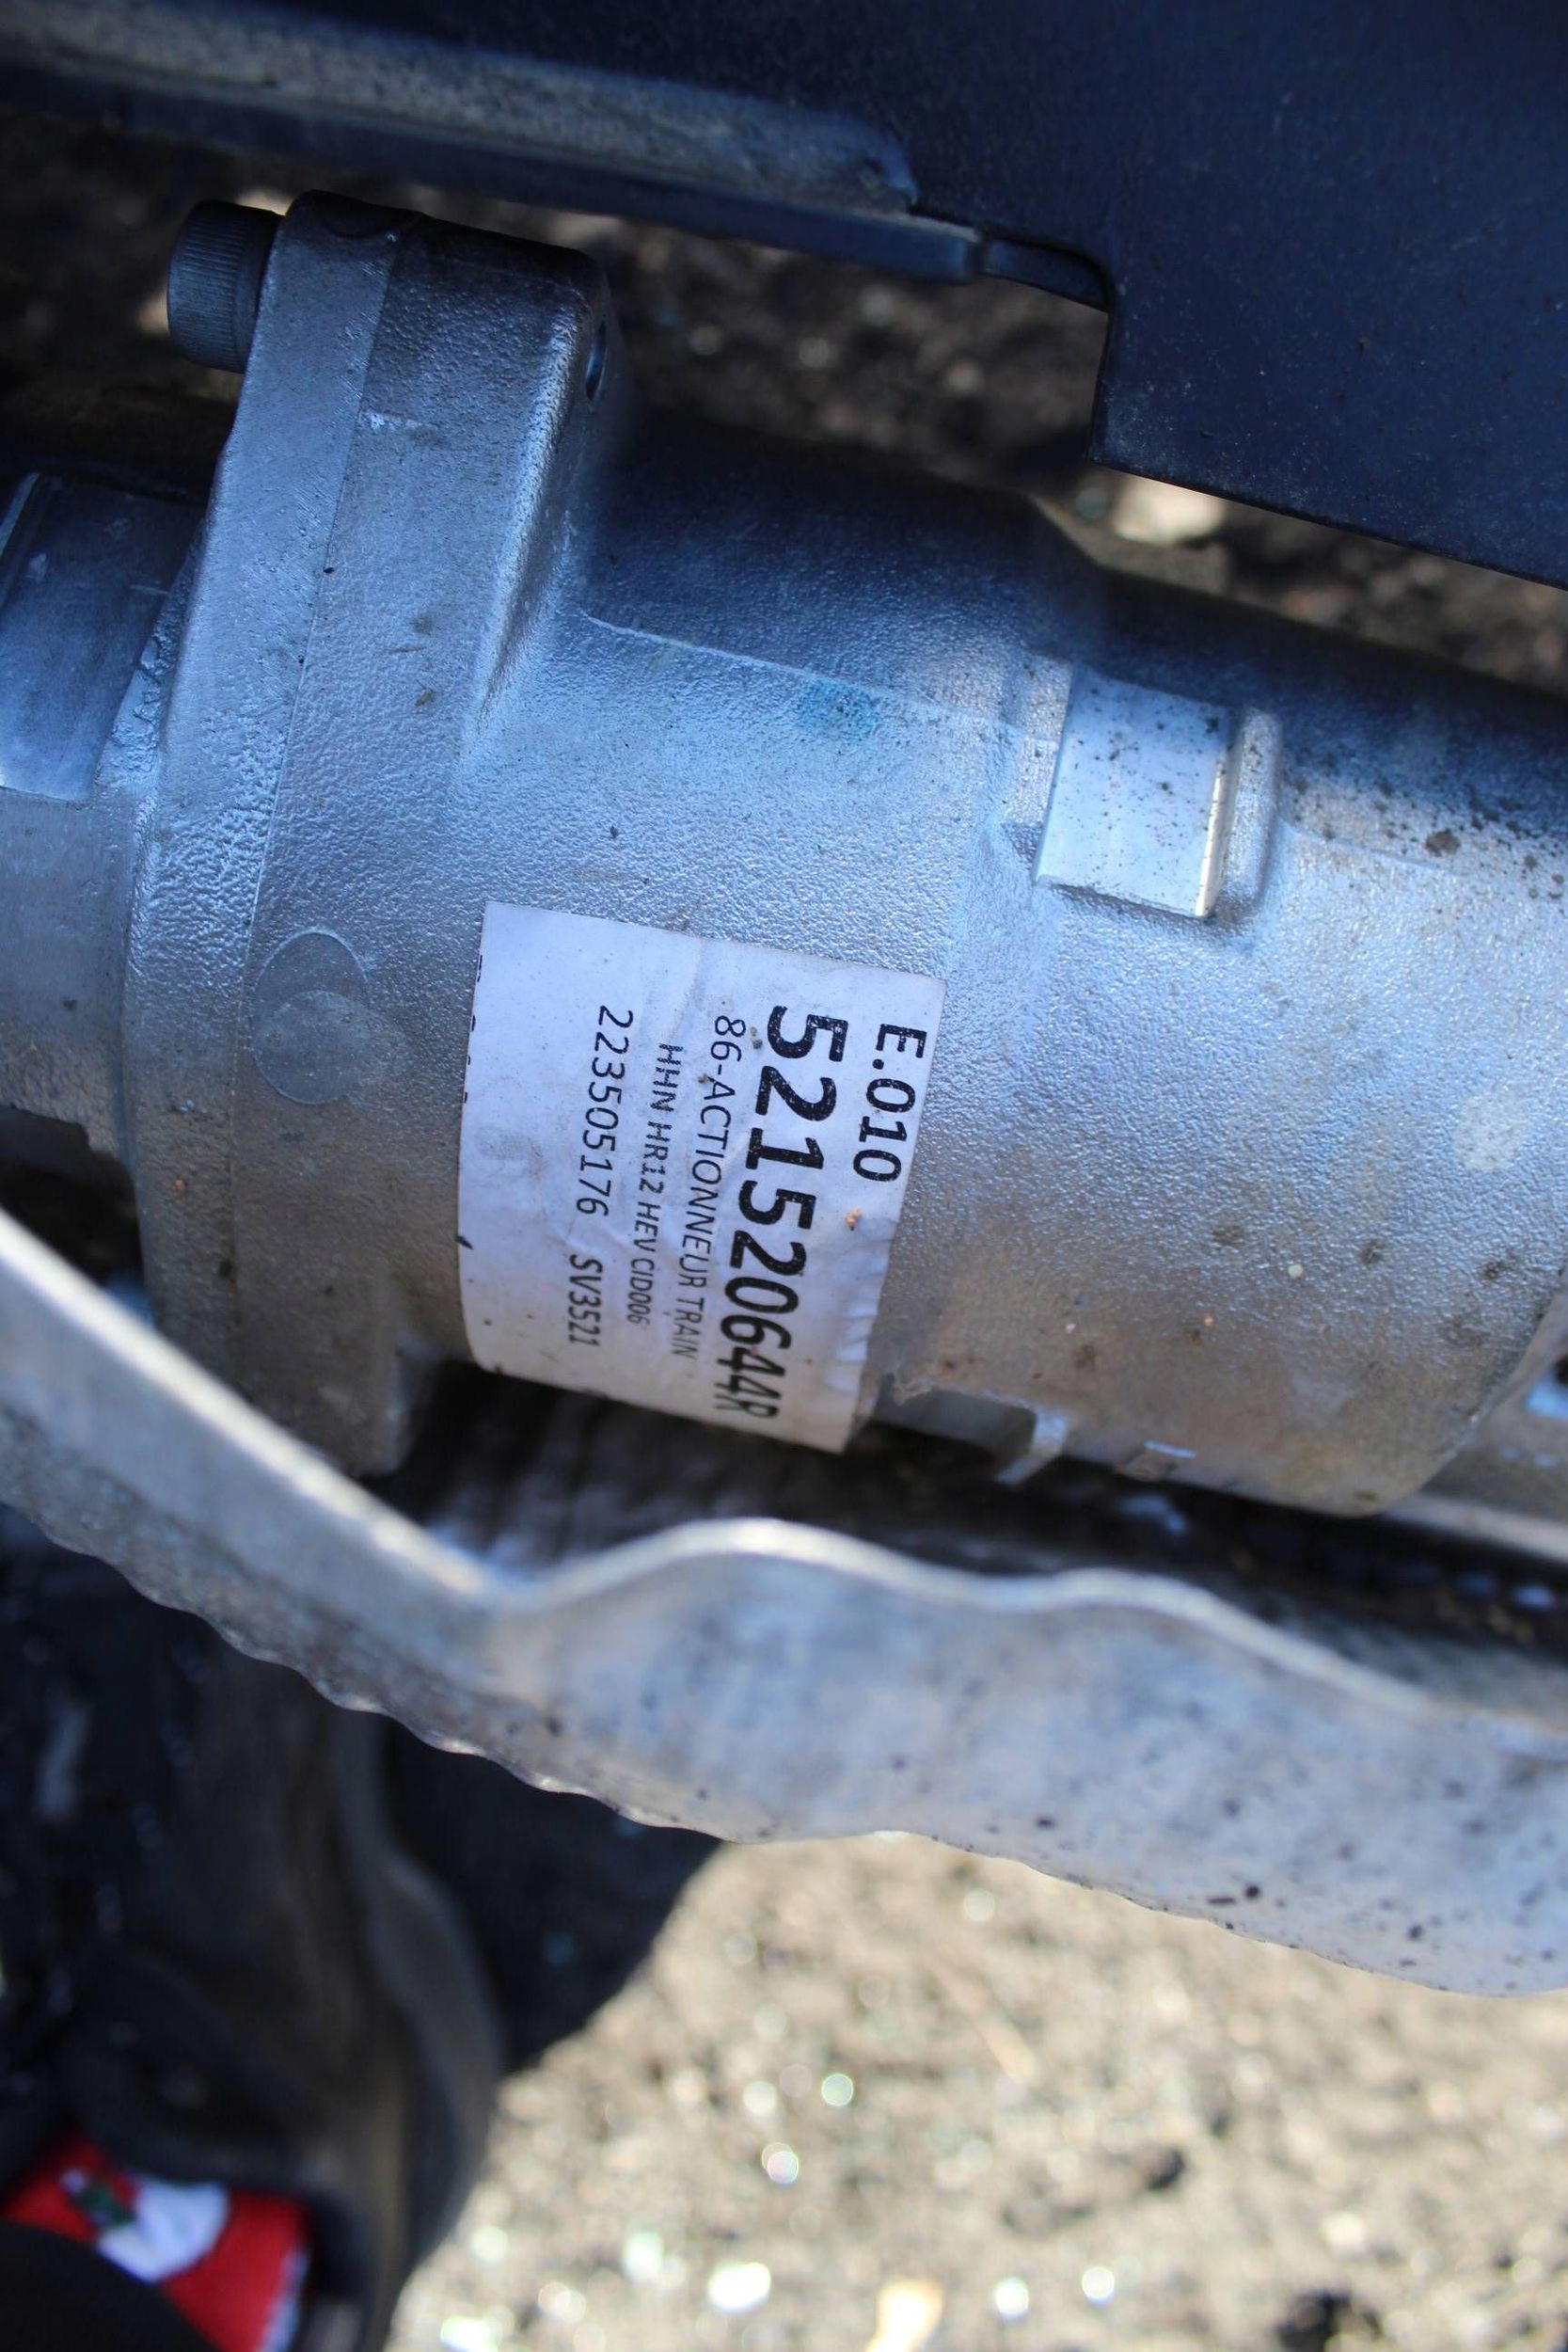 E.010
521520644R
86-ACTIONNEUR TRAIN
HHN HR12 HEV CID006
223505176 SV3521